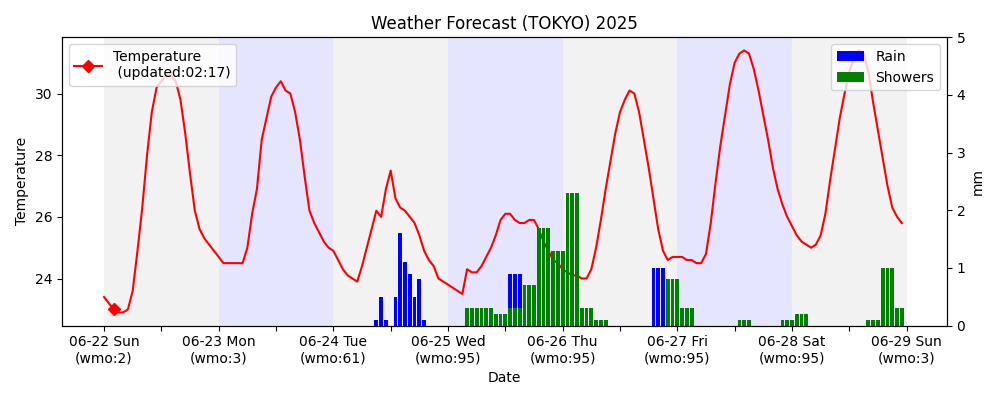 Weather Forecast (TOKYO) 2025
Temperature
(updated:02:17)
Rain
Showers
Temperature
30
28
26
24
5
4
3
2
1
0
mm
06-22 Sun
(wmo:2)
06-23 Mon
(wmo:3)
06-24 Tue
(wmo:61)
06-25 Wed
(wmo:95)
06-26 Thu
(wmo:95)
06-27 Fri
(wmo:95)
06-28 Sat
(wmo:95)
06-29 Sun
(wmo:3)
Date